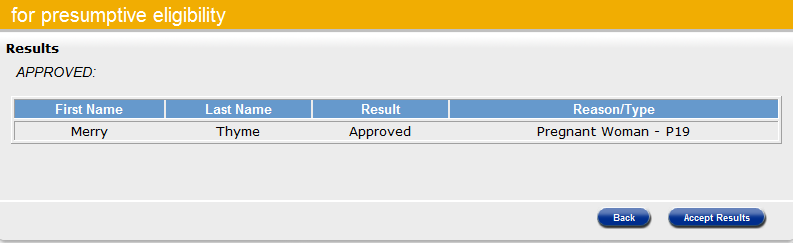 for presumptive eligibility
Results
APPROVED:
First Name Last Name Result Reason/Type
Merry Thyme Approved Pregnant Woman - P19
Back Accept Results